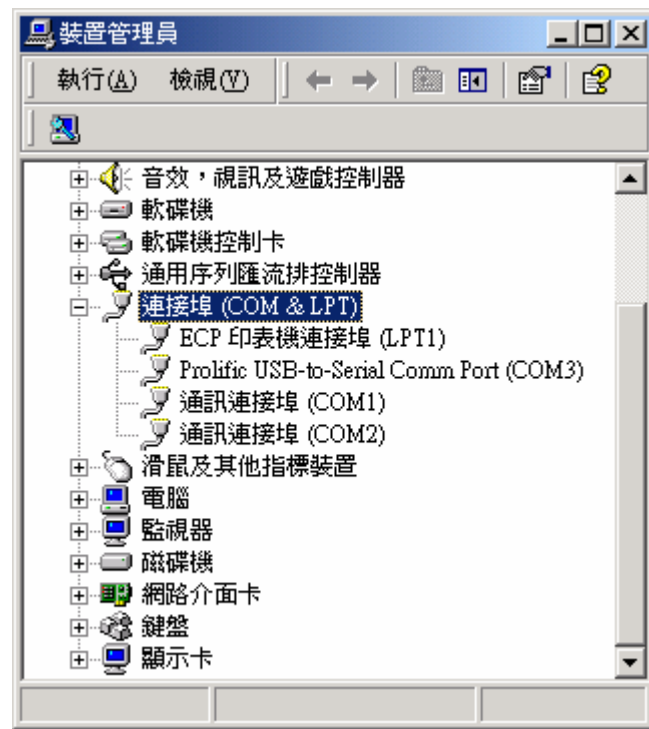 裝置管理員
執行(A) 檢視(V)
音效，視訊及遊戲控制器
軟碟機
軟碟機控制卡
通用序列匯流排控制器
連接埠 (COM & LPT)
ECP 印表機連接埠 (LPT1)
Prolific USB-to-Serial Comm Port (COM3)
通訊連接埠 (COM1)
通訊連接埠 (COM2)
滑鼠及其他指標裝置
電腦
監視器
磁碟機
網路介面卡
鍵盤
顯示卡